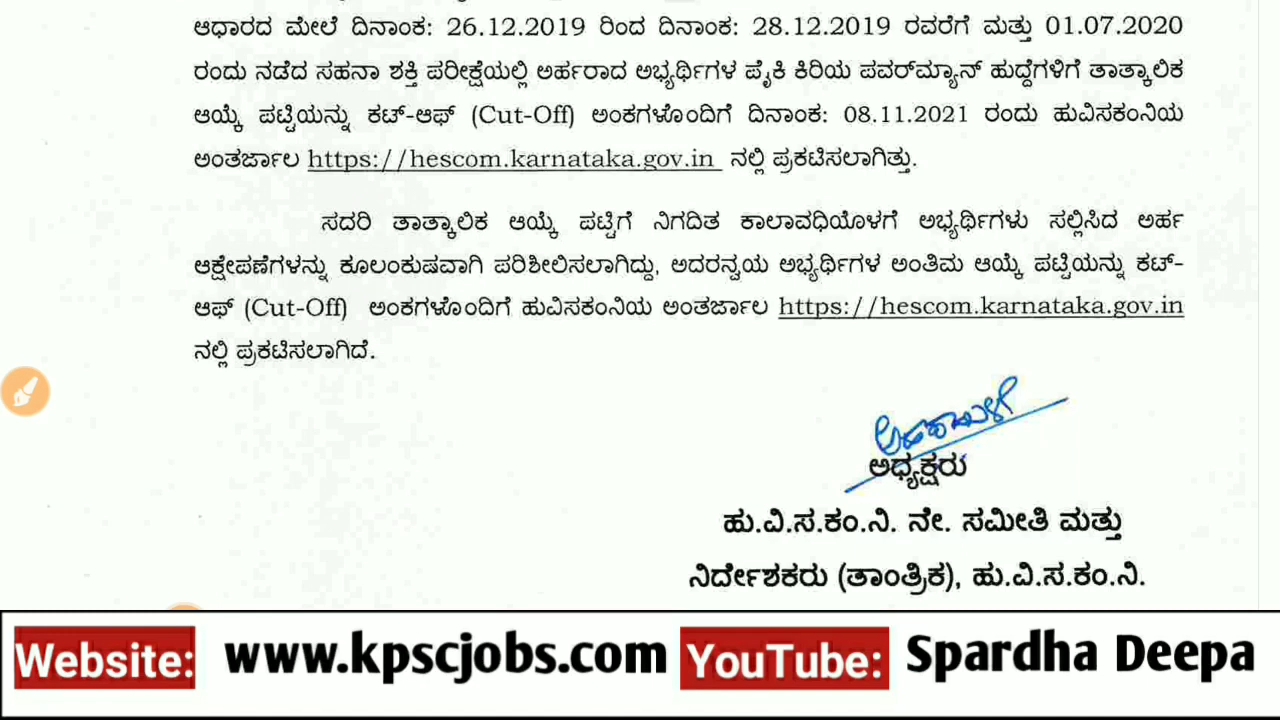 ಆಧಾರದ ಮೇಲೆ ದಿನಾಂಕ: 26.12.2019 ರಿಂದ ದಿನಾಂಕ: 28.12.2019 ರವರೆಗೆ ಮತ್ತು 01.07.2020
ರಂದು ನಡೆದ ಸಹನಾ ಶಕ್ತಿ ಪರೀಕ್ಷೆಯಲ್ಲಿ ಅರ್ಹರಾದ ಅಭ್ಯರ್ಥಿಗಳ ಪೈಕಿ ಕಿರಿಯ ಪವರ್‌ಮ್ಯಾನ್ ಹುದ್ದೆಗಳಿಗೆ ತಾತ್ಕಾಲಿಕ
ಆಯ್ಕೆ ಪಟ್ಟಿಯನ್ನು ಕಟ್-ಆಫ್ (Cut-Off) ಅಂಕಗಳೊಂದಿಗೆ ದಿನಾಂಕ: 08.11.2021 ರಂದು ಹುವಿಸಕಂನಿಯ
ಅಂತರ್ಜಾಲ https://hescom.karnataka.gov.in ನಲ್ಲಿ ಪ್ರಕಟಿಸಲಾಗಿತ್ತು.
ಸದರಿ ತಾತ್ಕಾಲಿಕ ಆಯ್ಕೆ ಪಟ್ಟಿಗೆ ನಿಗದಿತ ಕಾಲಾವಧಿಯೊಳಗೆ ಅಭ್ಯರ್ಥಿಗಳು ಸಲ್ಲಿಸಿದ ಅರ್ಹ
ಆಕ್ಷೇಪಣೆಗಳನ್ನು ಕೂಲಂಕುಷವಾಗಿ ಪರಿಶೀಲಿಸಲಾಗಿದ್ದು, ಅದರನ್ವಯ ಅಭ್ಯರ್ಥಿಗಳ ಅಂತಿಮ ಆಯ್ಕೆ ಪಟ್ಟಿಯನ್ನು ಕಟ್-
ಆಫ್ (Cut-Off) ಅಂಕಗಳೊಂದಿಗೆ ಹುವಿಸಕಂನಿಯ ಅಂತರ್ಜಾಲ https://hescom.karnataka.gov.in
ನಲ್ಲಿ ಪ್ರಕಟಿಸಲಾಗಿದೆ.
ಅಧ್ಯಕ್ಷರು
ಹು.ವಿ.ಸ.ಕಂ.ನಿ. ನೇ. ಸಮೀತಿ ಮತ್ತು
ನಿರ್ದೇಶಕರು (ತಾಂತ್ರಿಕ), ಹು.ವಿ.ಸ.ಕಂ.ನಿ.
Website: www.kpscjobs.com YouTube: Spardha Deepa